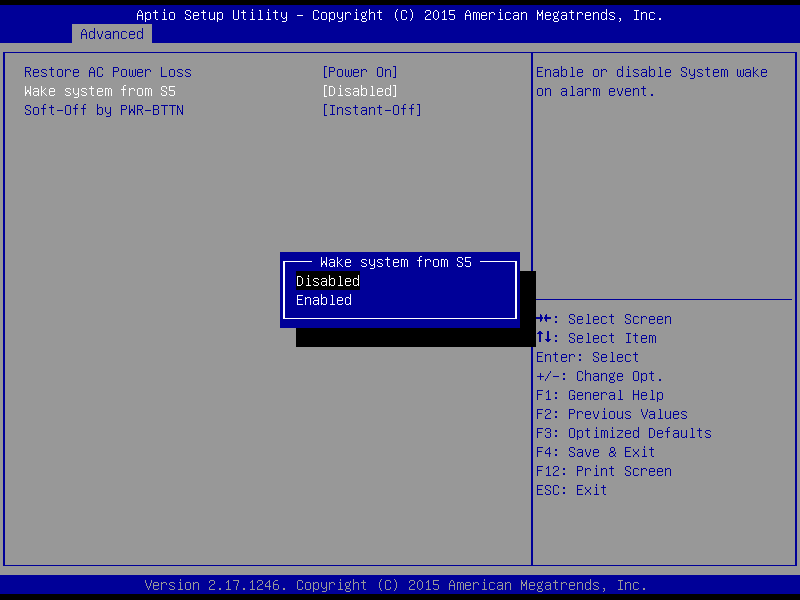 Aptio Setup Utility – Copyright (C) 2015 American Megatrends, Inc.
Advanced
Restore AC Power Loss [Power On]
Wake system from S5 [Disabled]
Soft-Off by PWR-BTTN [Instant-Off]
Enable or disable System wake
on alarm event.
Wake system from S5
Disabled
Enabled
→←: Select Screen
↑↓: Select Item
Enter: Select
+/-: Change Opt.
F1: General Help
F2: Previous Values
F3: Optimized Defaults
F4: Save & Exit
F12: Print Screen
ESC: Exit
Version 2.17.1246. Copyright (C) 2015 American Megatrends, Inc.